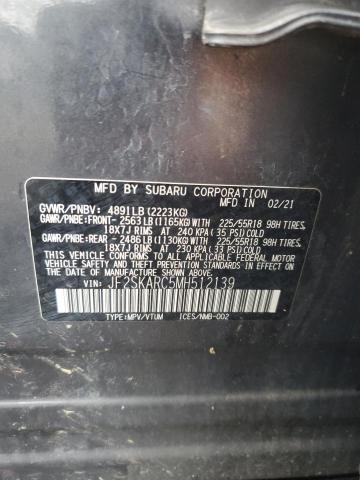 MFD BY SUBARU CORPORATION
MFD IN 02/21
GVWR/PNBV: 4891LB(2223KG)
GAWR/PNBE:FRONT- 2563LB(1165KG)WITH 225/55R18 98H TIRES,
18X7J RIMS AT 240 KPA(35 PSI)COLD
GAWR/PNBE:REAR - 2486LB(1130KG)WITH 225/55R18 98H TIRES,
18X7J RIMS AT 230 KPA(33 PSI)COLD
THIS VEHICLE CONFORMS TO ALL APPLICABLE FEDERAL MOTOR
VEHICLE SAFETY AND THEFT PREVENTION STANDARDS IN EFFECT
ON THE DATE OF MANUFACTURE SHOWN ABOVE.
VIN: JF2SKARC5MH512139
TYPE:MPV/VTUM ICES/NMB-002